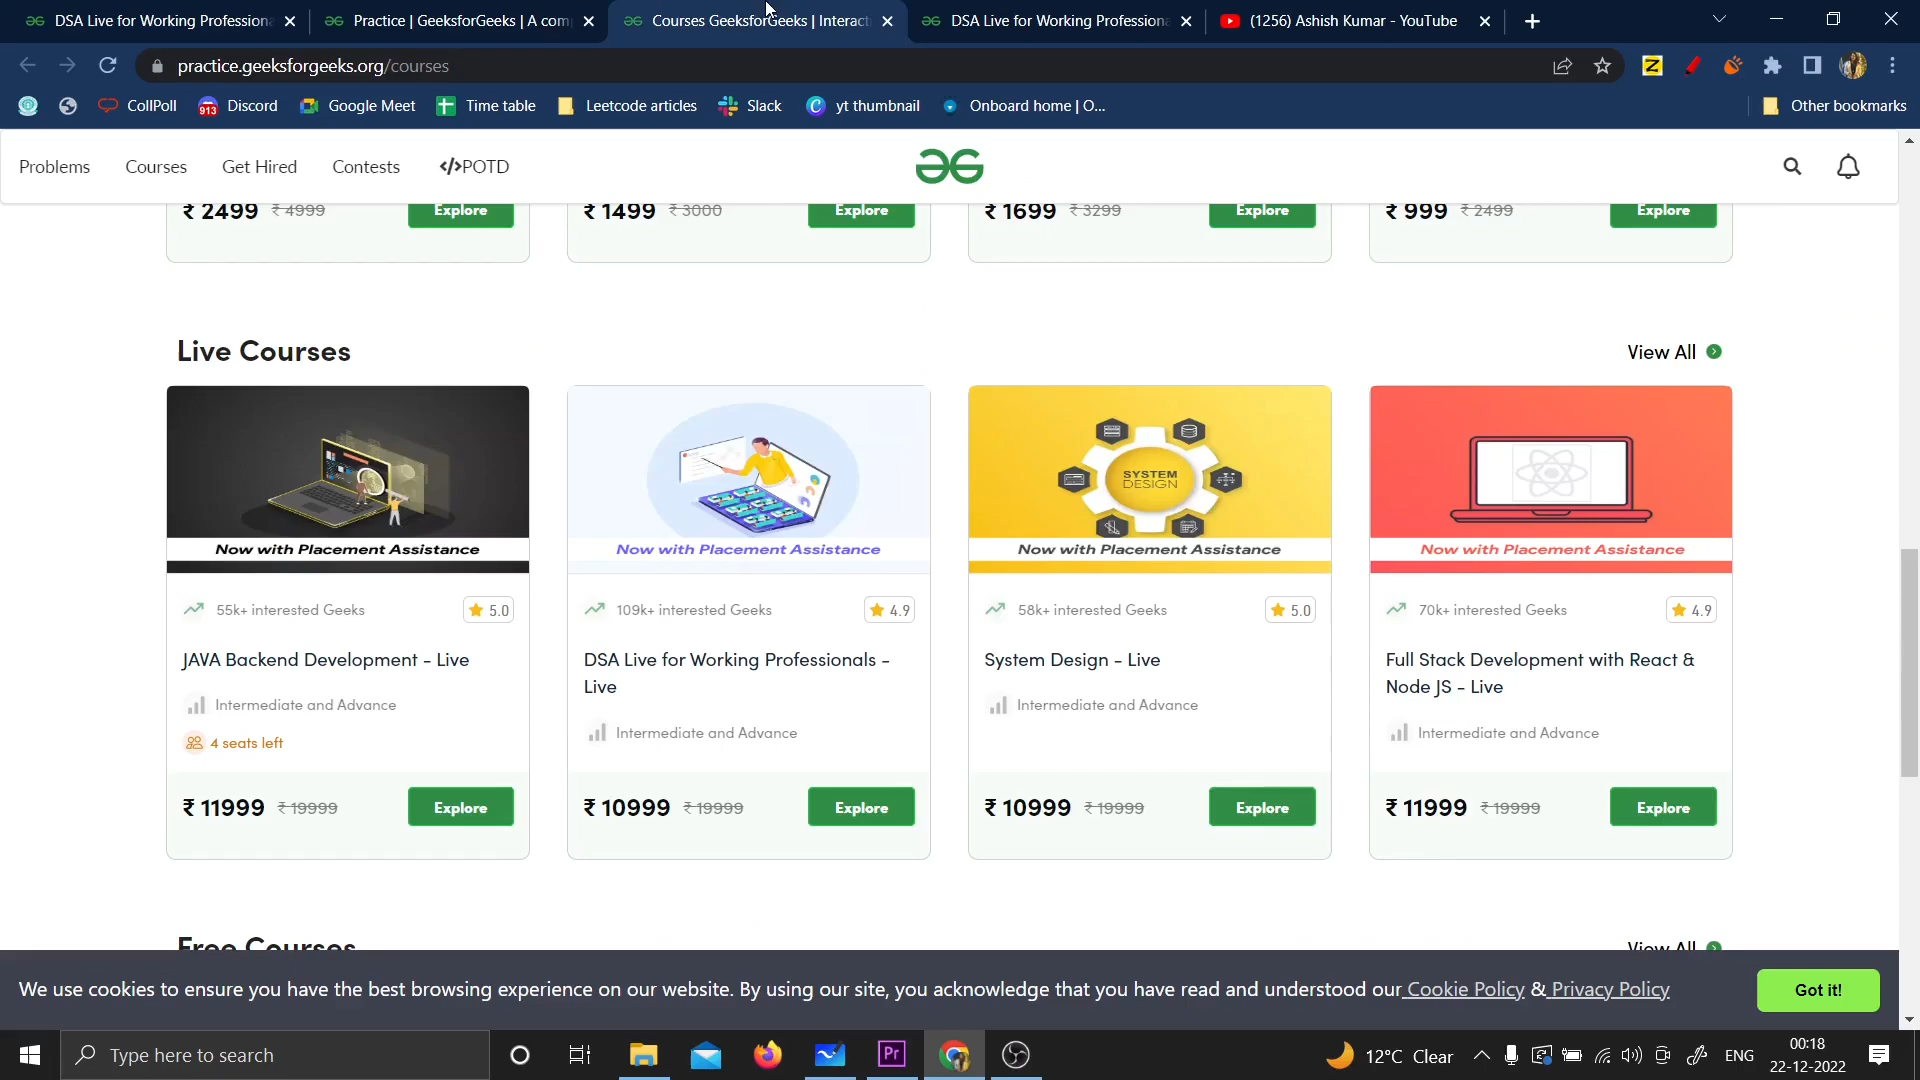 DSA Live for Working Professiona
Practice | GeeksforGeeks | A com
Courses GeeksforGeeks | Interact
DSA Live for Working Professiona
(1256) Ashish Kumar - YouTube
practice.geeksforgeeks.org/courses
CollPoll
913
Discord
Google Meet
Time table
Leetcode articles
Slack
yt thumbnail
Onboard home | O...
Other bookmarks
Problems
Courses
Get Hired
Contests
</>POTD
₹ 2499 ₹ 4999 Explore
₹ 1499 ₹ 3000 Explore
₹ 1699 ₹ 3299 Explore
₹ 999 ₹ 2499 Explore
Live Courses
View All
Now with Placement Assistance
55k+ interested Geeks 5.0
JAVA Backend Development - Live
Intermediate and Advance
4 seats left
₹ 11999 ₹ 19999 Explore
Now with Placement Assistance
109k+ interested Geeks 4.9
DSA Live for Working Professionals -
Live
Intermediate and Advance
₹ 10999 ₹ 19999 Explore
SYSTEM
DESIGN
Now with Placement Assistance
58k+ interested Geeks 5.0
System Design - Live
Intermediate and Advance
₹ 10999 ₹ 19999 Explore
Now with Placement Assistance
70k+ interested Geeks 4.9
Full Stack Development with React &
Node JS - Live
Intermediate and Advance
₹ 11999 ₹ 19999 Explore
Free Courses
View All
We use cookies to ensure you have the best browsing experience on our website. By using our site, you acknowledge that you have read and understood our Cookie Policy & Privacy Policy
Got it!
Type here to search
Pr
12°C Clear
ENG
00:18
22-12-2022